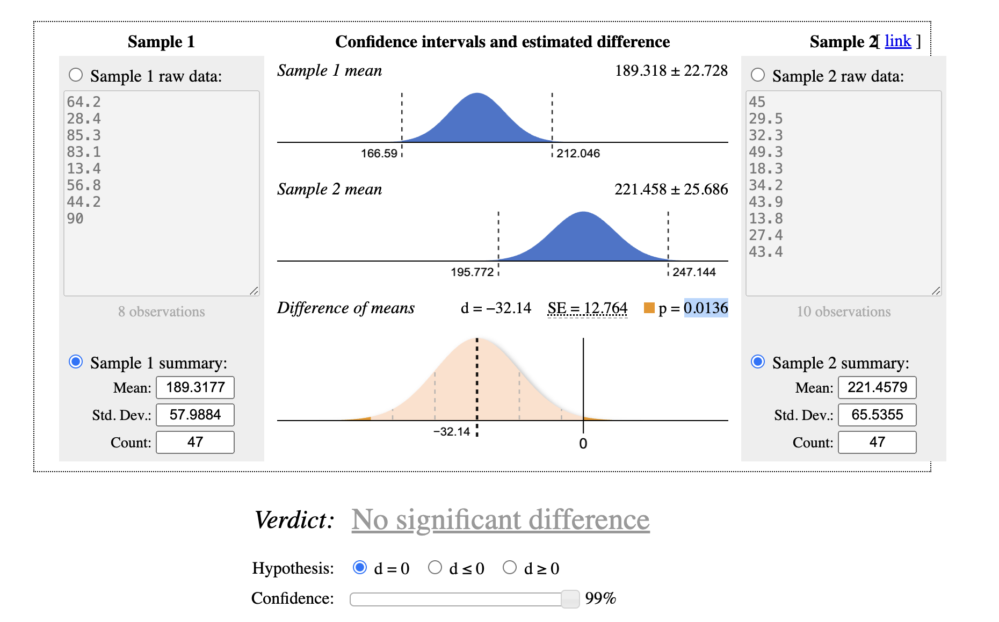 Sample 1
Confidence intervals and estimated difference
Sample 2[ link ]
Sample 1 raw data:
64.2
28.4
85.3
83.1
13.4
56.8
44.2
90
8 observations
Sample 1 summary:
Mean: 189.3177
Std. Dev.: 57.9884
Count: 47
Sample 1 mean 189.318 ± 22.728
166.59 212.046
Sample 2 mean 221.458 ± 25.686
195.772 247.144
Difference of means d = −32.14 SE = 12.764 p = 0.0136
−32.14
0
Sample 2 raw data:
45
29.5
32.3
49.3
18.3
34.2
43.9
13.8
27.4
43.4
10 observations
Sample 2 summary:
Mean: 221.4579
Std. Dev.: 65.5355
Count: 47
Verdict: No significant difference
Hypothesis: d = 0 d ≤ 0 d ≥ 0
Confidence: 99%